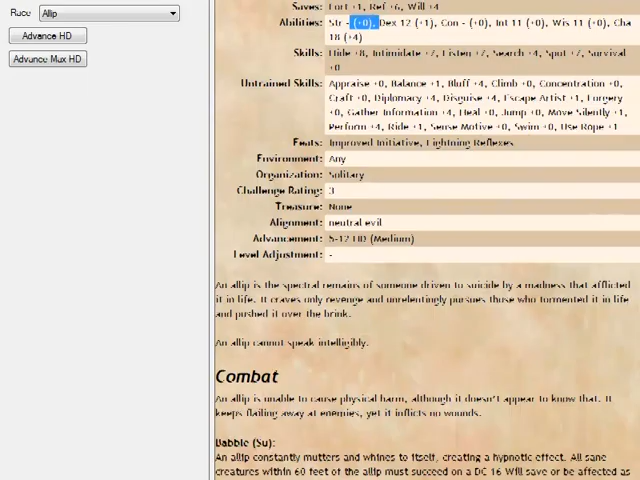 Saves: Fort +1, Ref +6, Will +4
Race Allip
Abilities: Str - (+0), Dex 12 (+1), Con - (+0), Int 11 (+0), Wis 11 (+0), Cha
18 (+4)
Advance HD
Skills: Hide +8, Intimidate +7, Listen +7, Search +4, Spot +7, Survival
+0
Advance Max HD
Untrained Skills: Appraise +0, Balance +1, Bluff +4, Climb +0, Concentration +0,
Craft +0, Diplomacy +4, Disguise +4, Escape Artist +1, Forgery
+0, Gather Information +4, Heal +0, Jump +0, Move Silently +1,
Perform +4, Ride +1, Sense Motive +0, Swim +0, Use Rope +1
Feats: Improved Initiative, Lightning Reflexes
Environment: Any
Organization: Solitary
Challenge Rating: 3
Treasure: None
Alignment: neutral evil
Advancement: 5-12 HD (Medium)
Level Adjustment: -
An allip is the spectral remains of someone driven to suicide by a madness that afflicted
it in life. It craves only revenge and unrelentingly pursues those who tormented it in life
and pushed it over the brink.
An allip cannot speak intelligibly.
Combat
An allip is unable to cause physical harm, although it doesn't appear to know that. It
keeps flailing away at enemies, yet it inflicts no wounds.
Babble (Su):
An allip constantly mutters and whines to itself, creating a hypnotic effect. All sane
creatures within 60 feet of the allip must succeed on a DC 16 Will save or be affected as